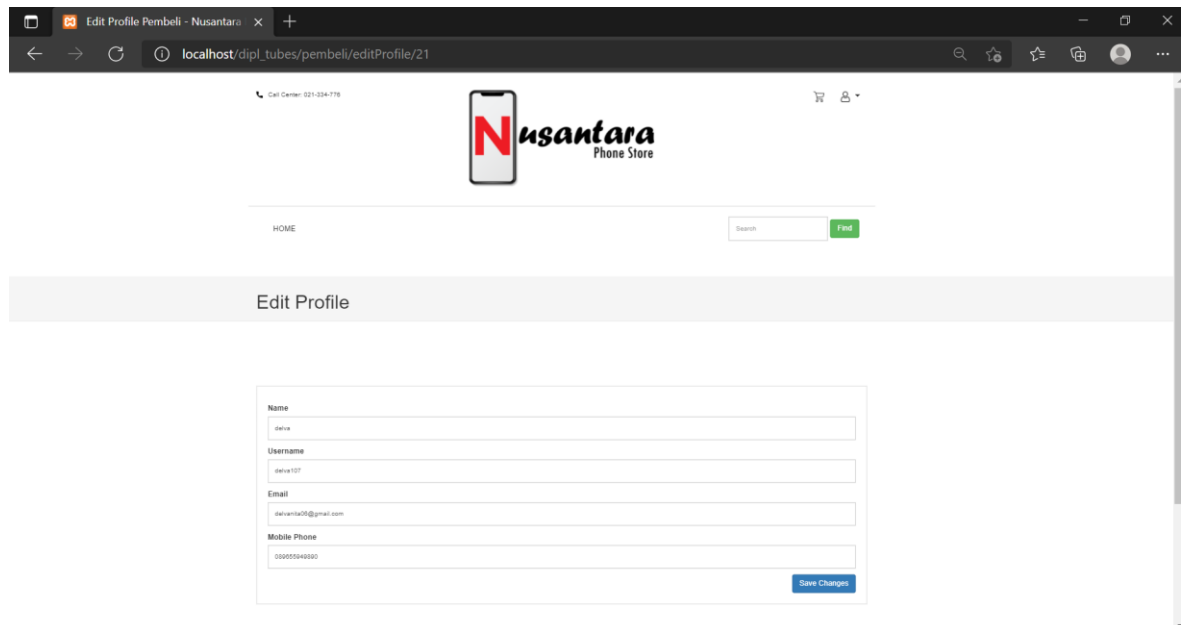 Edit Profile Pembeli - Nusantara
localhost/dipl_tubes/pembeli/editProfile/21
Call Center: 021-334-776
Nusantara
Phone Store
HOME
Search
Find
Edit Profile
Name
delva
Username
delva107
Email
delvanita06@gmail.com
Mobile Phone
089655949890
Save Changes